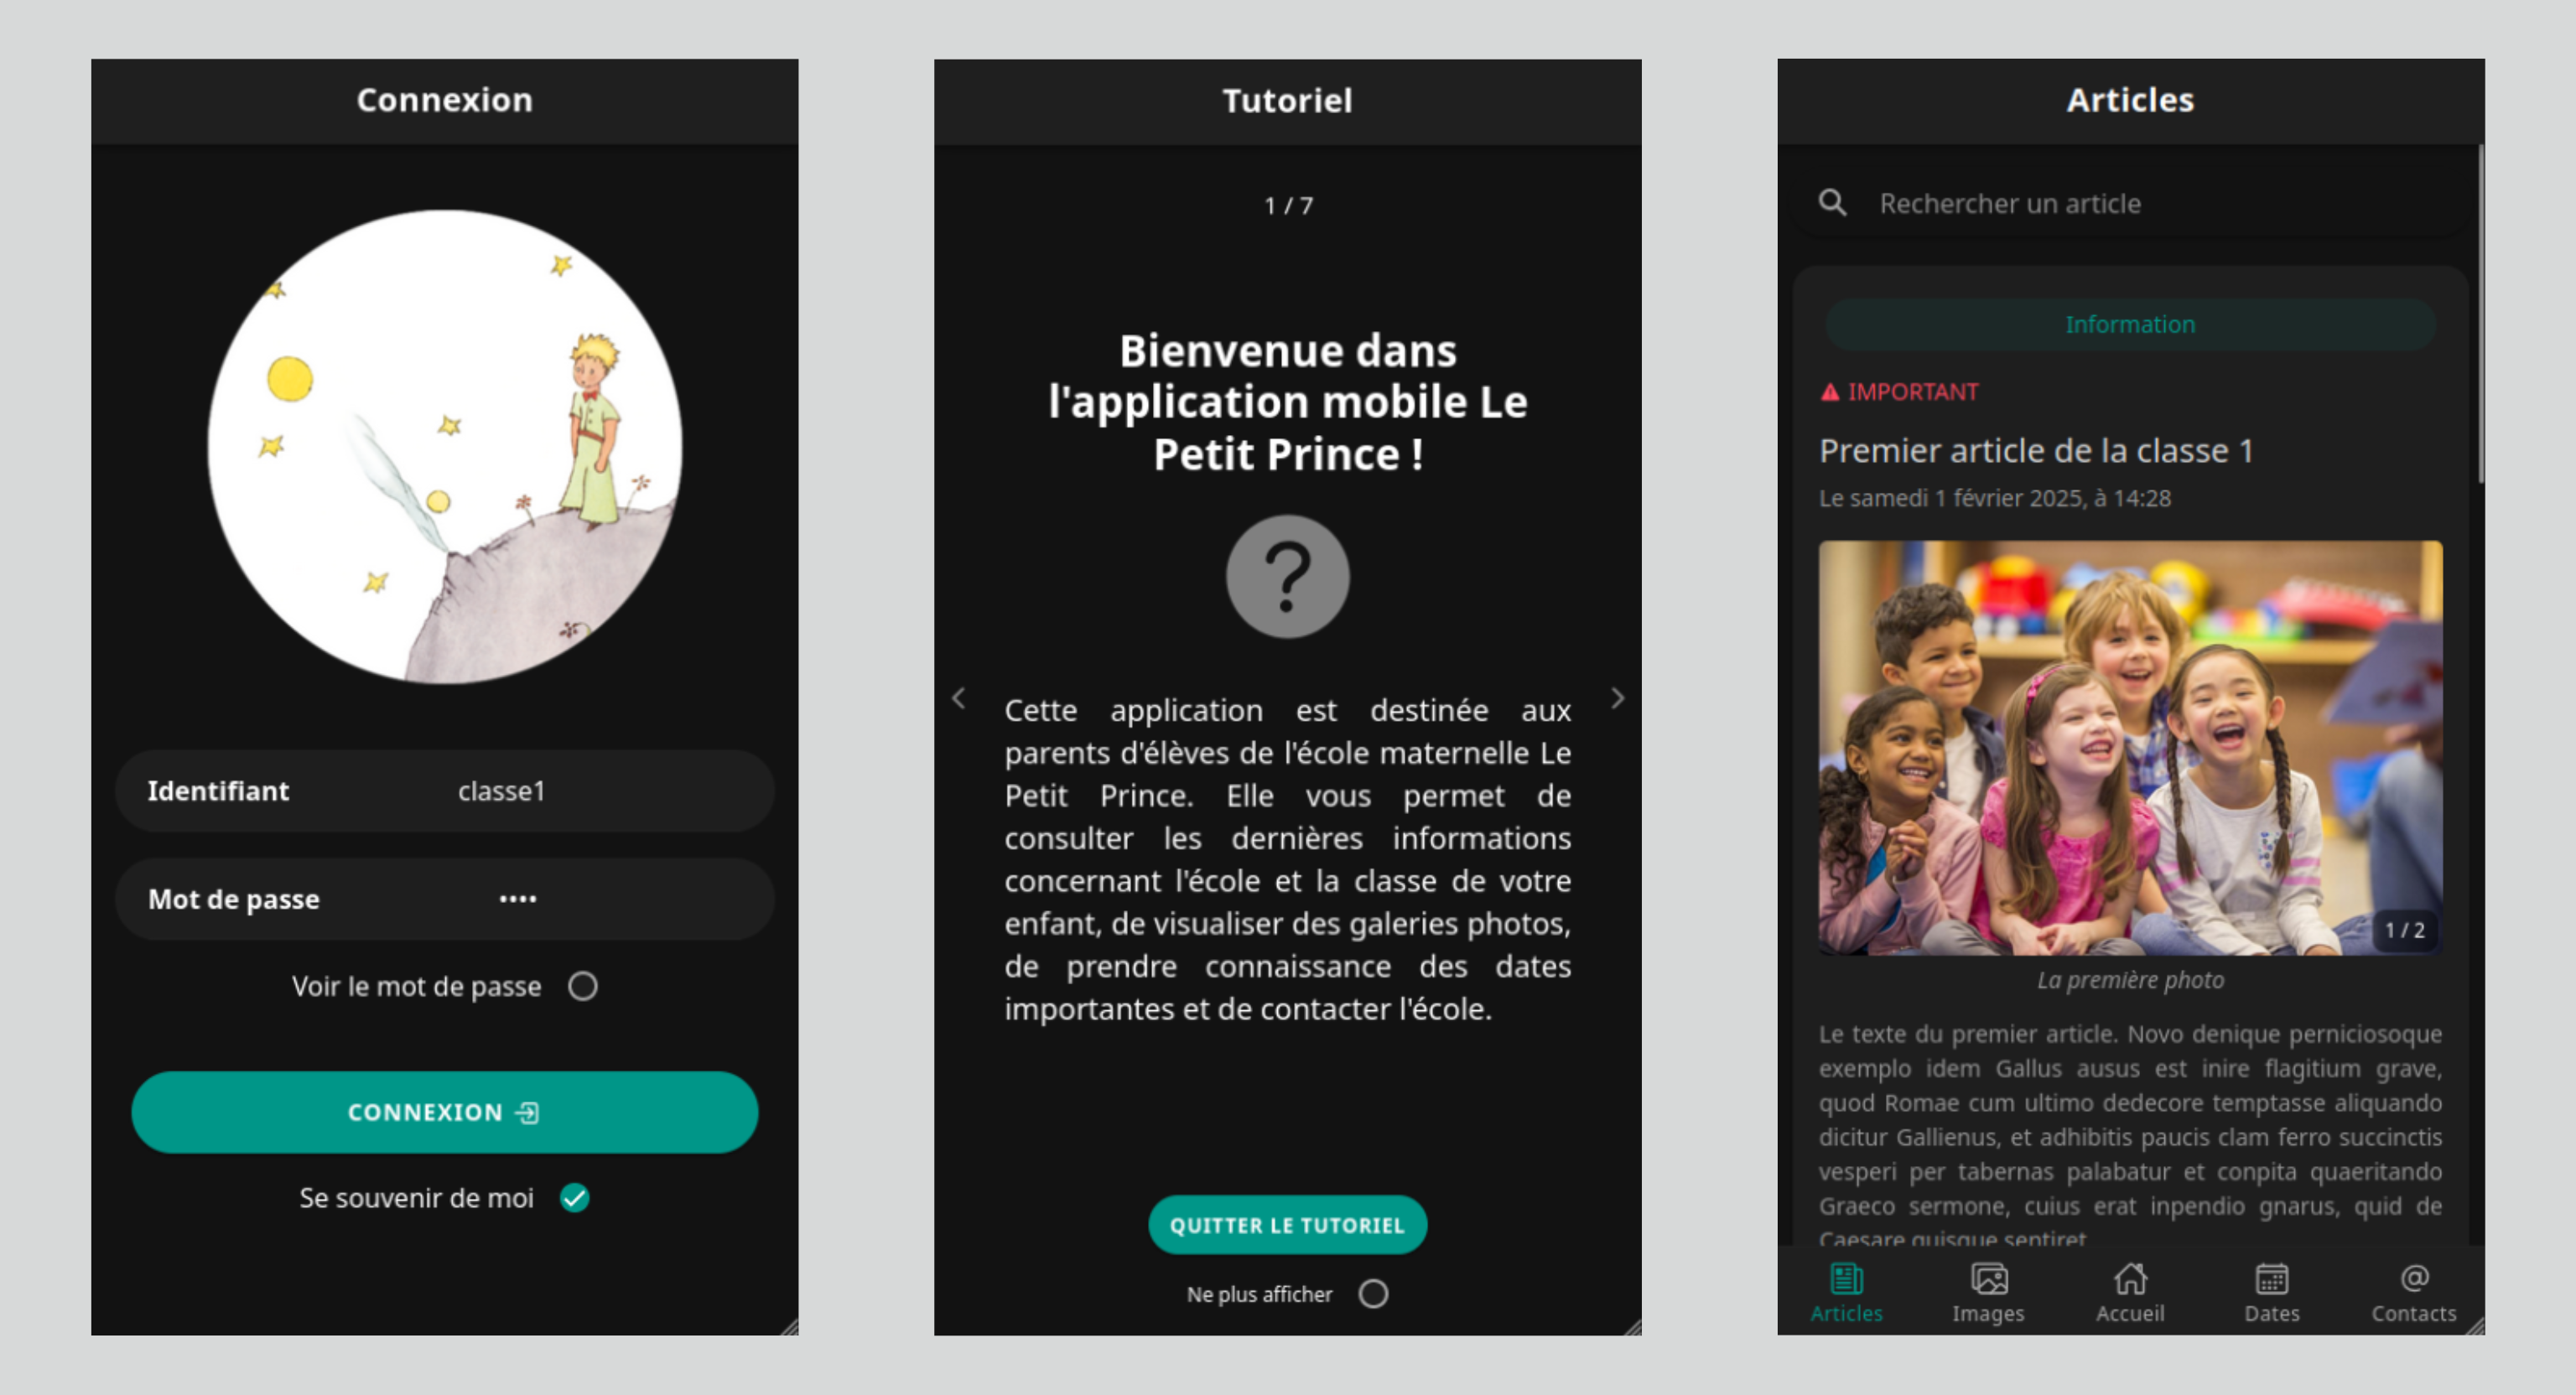 Connexion
Identifiant classe1
Mot de passe ••••
Voir le mot de passe
CONNEXION
Se souvenir de moi
Tutoriel
1 / 7
Bienvenue dans
l'application mobile Le
Petit Prince !
?
Cette application est destinée aux
parents d'élèves de l'école maternelle Le
Petit Prince. Elle vous permet de
consulter les dernières informations
concernant l'école et la classe de votre
enfant, de visualiser des galeries photos,
de prendre connaissance des dates
importantes et de contacter l'école.
QUITTER LE TUTORIEL
Ne plus afficher
Articles
Rechercher un article
Information
IMPORTANT
Premier article de la classe 1
Le samedi 1 février 2025, à 14:28
1 / 2
La première photo
Le texte du premier article. Novo denique perniciosoque
exemplo idem Gallus ausus est inire flagitium grave,
quod Romae cum ultimo dedecore temptasse aliquando
dicitur Gallienus, et adhibitis paucis clam ferro succinctis
vesperi per tabernas palabatur et conpita quaeritando
Graeco sermone, cuius erat inpendio gnarus, quid de
Caesare quisque sentiret
Articles Images Accueil Dates Contacts